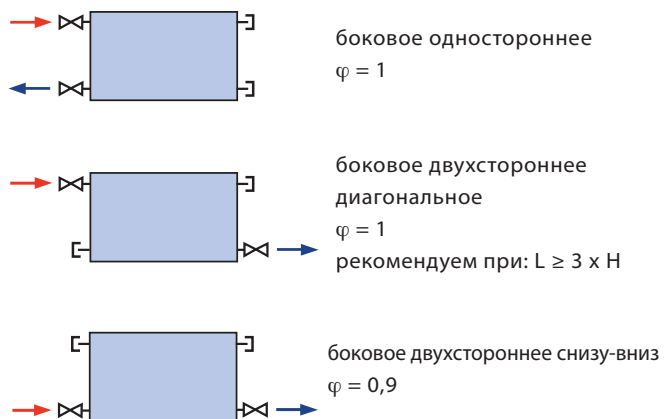 боковое одностороннее
φ = 1
боковое двухстороннее
диагональное
φ = 1
рекомендуем при: L ≥ 3 x H
боковое двухстороннее снизу-вниз
φ = 0,9